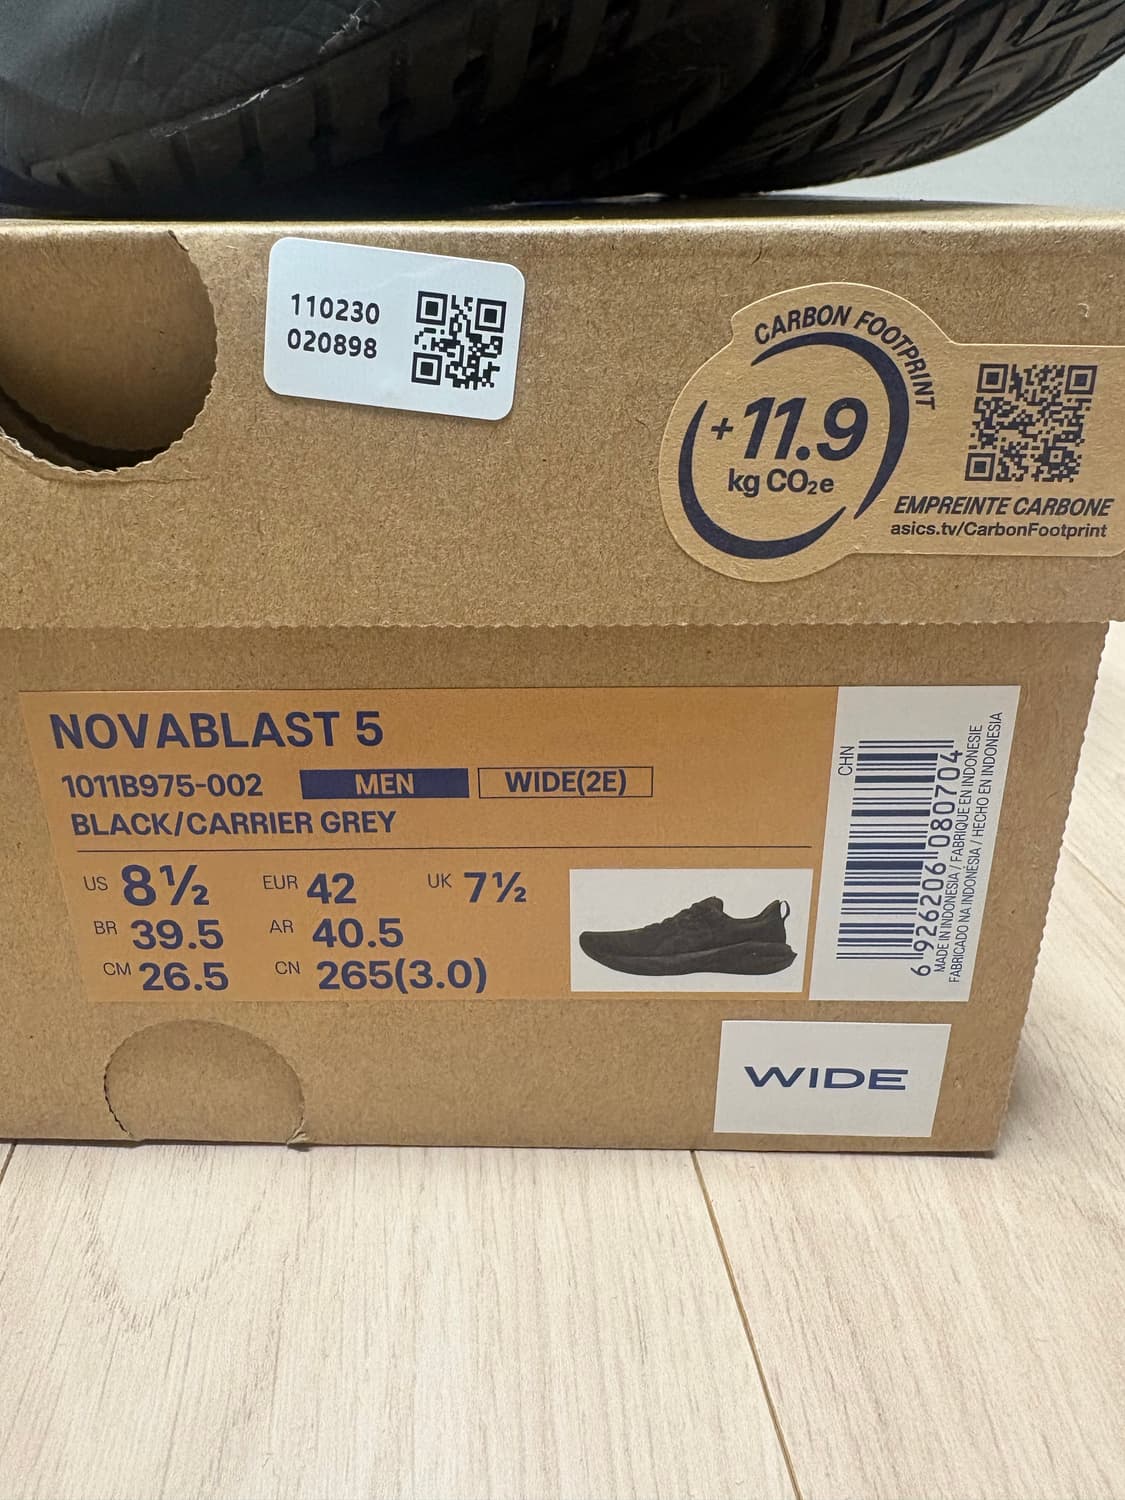 110230
020898
CARBON FOOTPRINT
+11.9
kg CO₂e
EMPREINTE CARBONE
asics.tv/CarbonFootprint
NOVABLAST 5
1011B975-002 MEN WIDE(2E)
BLACK/CARRIER GREY
US 8½ EUR 42 UK 7½
BR 39.5 AR 40.5
CM 26.5 CN 265(3.0)
CHN
6 926206 080704
MADE IN INDONESIA / FABRIQUE EN INDONESIE
FABRICADO NA INDONÉSIA / HECHO EN INDONESIA
WIDE